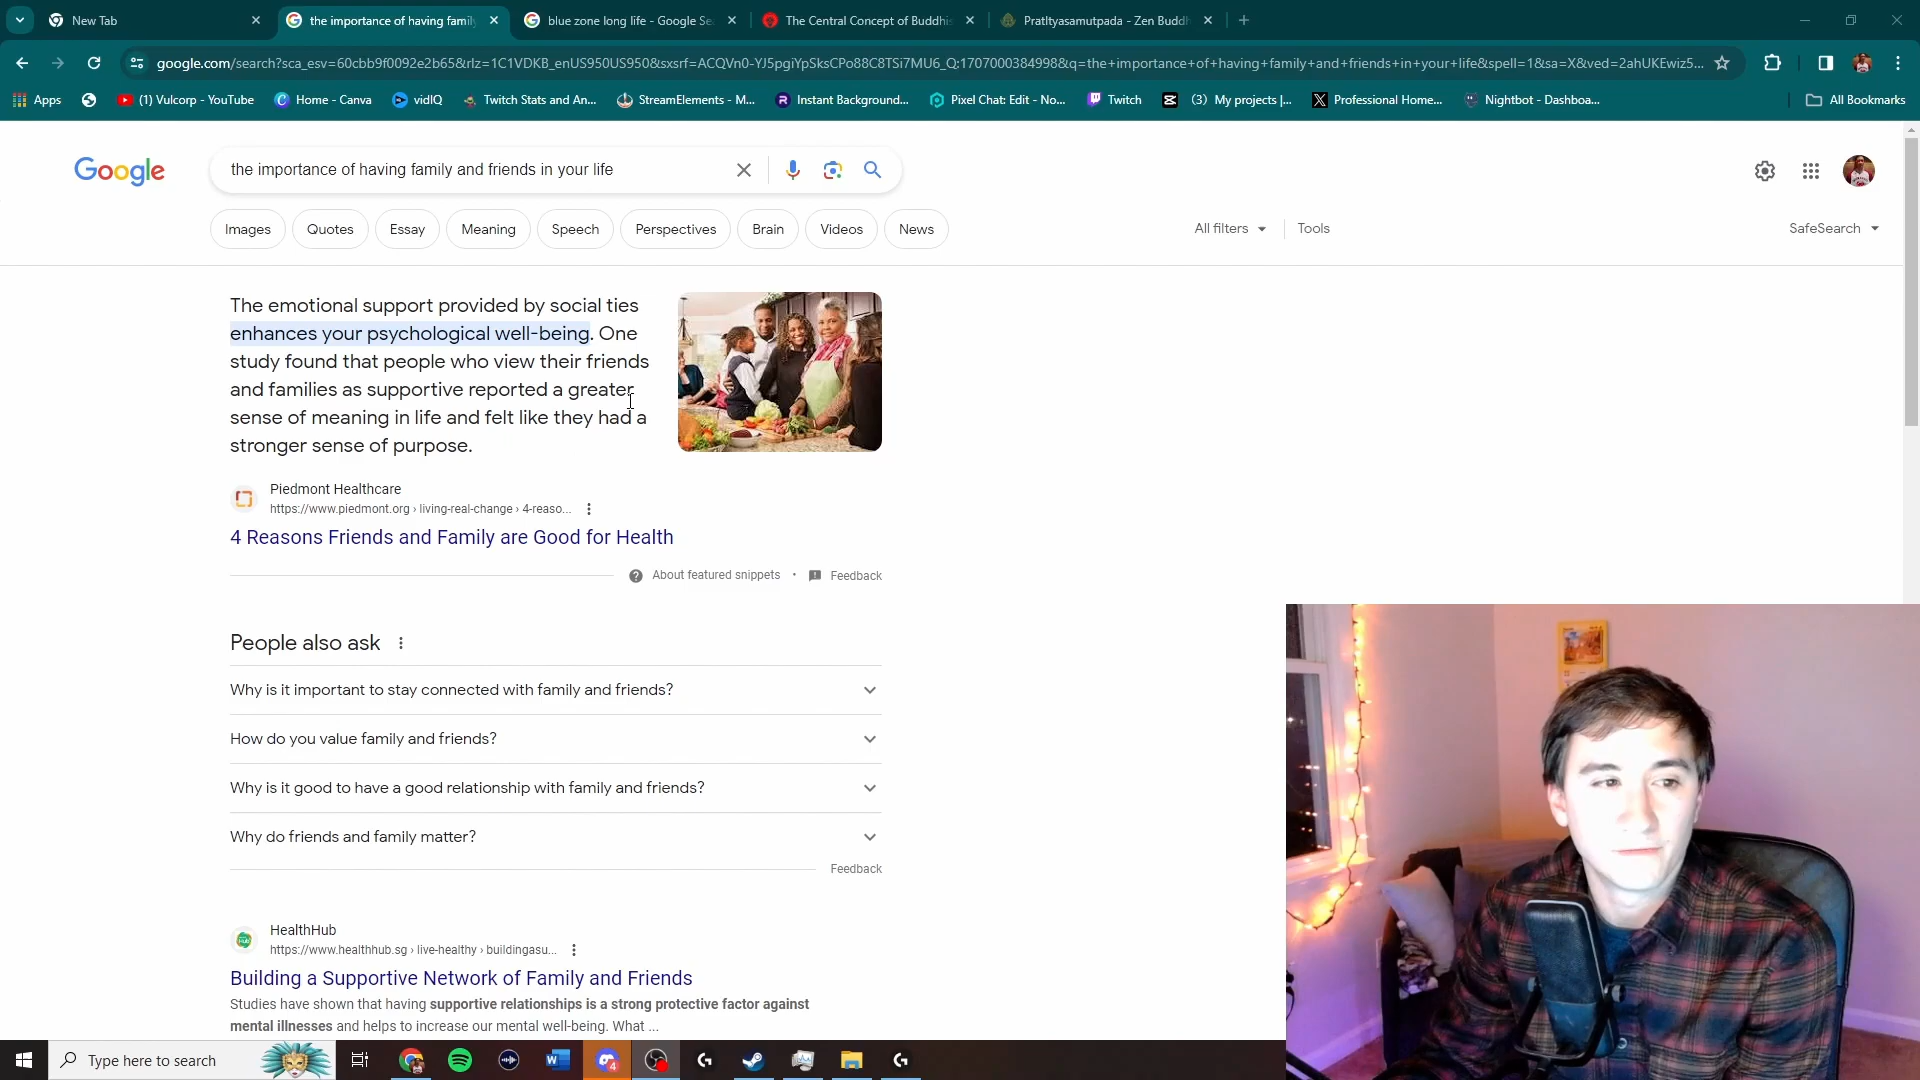 New Tab
the importance of having family
blue zone long life - Google Se
The Central Concept of Buddhis
PratItyasamutpada - Zen Buddh
google.com/search?sca_esv=60cbb9f0092e2b65&rlz=1C1VDKB_enUS950US950&sxsrf=ACQVn0-YJ5pgiYpSksCPo88C8TSi7MU6_Q:1707000384998&q=the+importance+of+having+family+and+friends+in+your+life&spell=1&sa=X&ved=2ahUKEwiz5...
Apps
(1) Vulcorp - YouTube
Home - Canva
vidIQ
Twitch Stats and An...
StreamElements - M...
Instant Background...
Pixel Chat: Edit - No...
Twitch
(3) My projects |...
Professional Home...
Nightbot - Dashboa...
All Bookmarks
Google
the importance of having family and friends in your life
Images
Quotes
Essay
Meaning
Speech
Perspectives
Brain
Videos
News
All filters
Tools
SafeSearch
The emotional support provided by social ties
enhances your psychological well-being. One
study found that people who view their friends
and families as supportive reported a greater
sense of meaning in life and felt like they had a
stronger sense of purpose.
Piedmont Healthcare
https://www.piedmont.org › living-real-change › 4-reaso...
4 Reasons Friends and Family are Good for Health
About featured snippets
Feedback
People also ask
Why is it important to stay connected with family and friends?
How do you value family and friends?
Why is it good to have a good relationship with family and friends?
Why do friends and family matter?
Feedback
HealthHub
https://www.healthhub.sg › live-healthy › buildingasu...
Building a Supportive Network of Family and Friends
Studies have shown that having supportive relationships is a strong protective factor against
mental illnesses and helps to increase our mental well-being. What ...
Type here to search
4